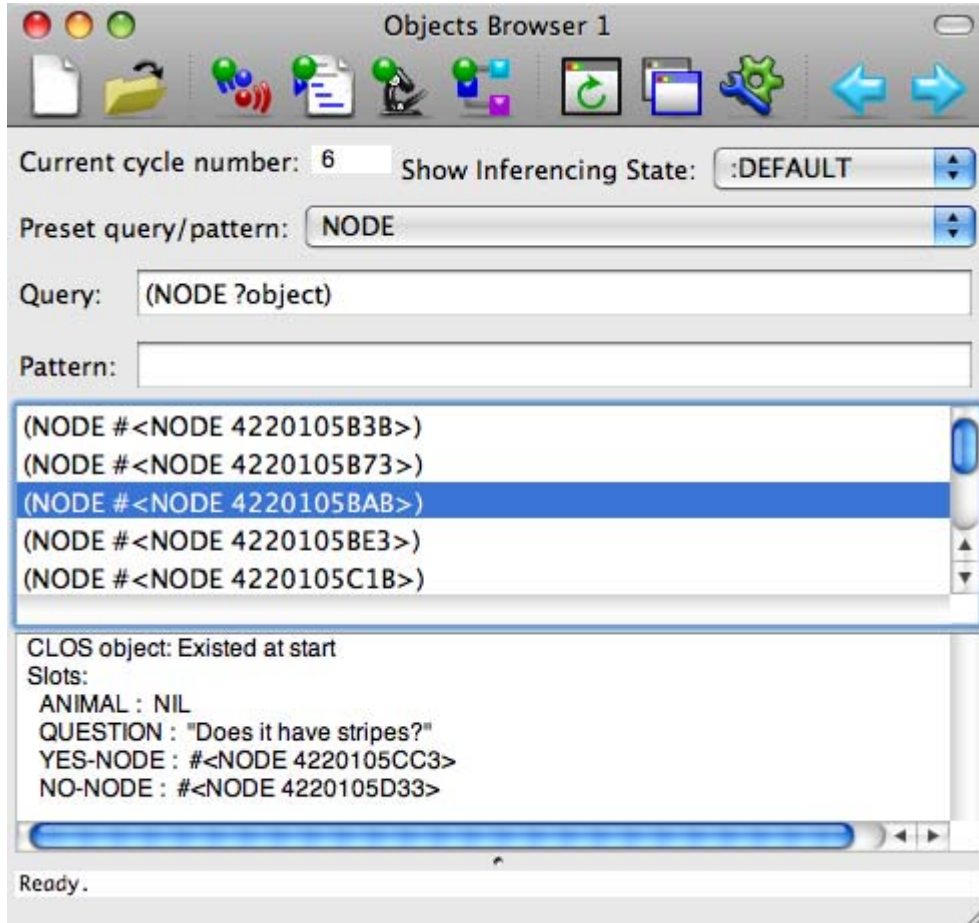 Objects Browser 1
Current cycle number: 6 Show Inferencing State: :DEFAULT
Preset query/pattern: NODE
Query: (NODE ?object)
Pattern:
(NODE #<NODE 4220105B3B>)
(NODE #<NODE 4220105B73>)
(NODE #<NODE 4220105BAB>)
(NODE #<NODE 4220105BE3>)
(NODE #<NODE 4220105C1B>)
CLOS object: Existed at start
Slots:
ANIMAL : NIL
QUESTION : "Does it have stripes?"
YES-NODE : #<NODE 4220105CC3>
NO-NODE : #<NODE 4220105D33>
Ready.